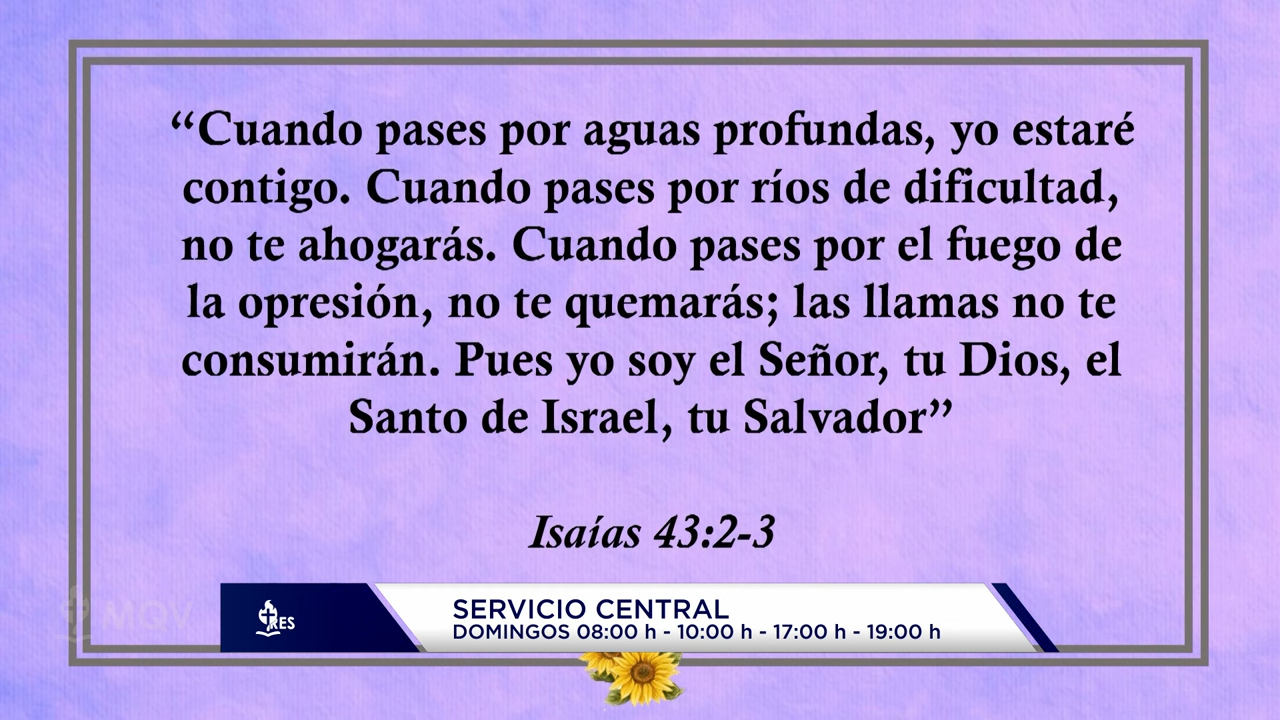 “Cuando pases por aguas profundas, yo estaré
contigo. Cuando pases por ríos de dificultad,
no te ahogarás. Cuando pases por el fuego de
la opresión, no te quemarás; las llamas no te
consumirán. Pues yo soy el Señor, tu Dios, el
Santo de Israel, tu Salvador”
Isaías 43:2-3
MQV
RES
SERVICIO CENTRAL
DOMINGOS 08:00 h - 10:00 h - 17:00 h - 19:00 h